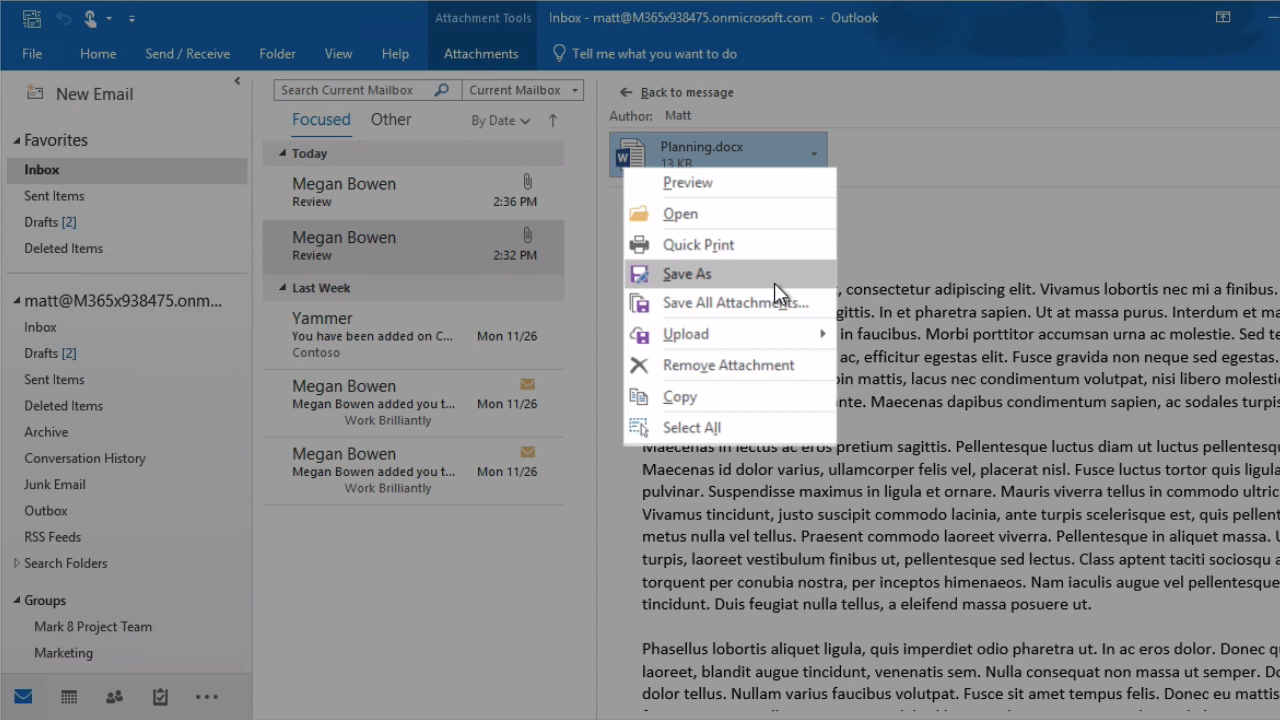 Attachment Tools
Inbox - matt@M365x938475.onmicrosoft.com - Outlook
File Home Send / Receive Folder View Help Attachments Tell me what you want to do
New Email
Favorites
Inbox
Sent Items
Drafts [2]
Deleted Items
matt@M365x938475.onm...
Inbox
Drafts [2]
Sent Items
Deleted Items
Archive
Conversation History
Junk Email
Outbox
RSS Feeds
Search Folders
Groups
Mark 8 Project Team
Marketing
Search Current Mailbox Current Mailbox
Focused Other By Date
Today
Megan Bowen
Review 2:36 PM
Megan Bowen
Review 2:32 PM
Last Week
Yammer
You have been added on C... Mon 11/26
Contoso
Megan Bowen
Megan Bowen added you t... Mon 11/26
Work Brilliantly
Megan Bowen
Megan Bowen added you t... Mon 11/26
Work Brilliantly
Back to message
Author: Matt
Planning.docx
13 KB
W
Preview
Open
Quick Print
Save As
Save All Attachments...
Upload
Remove Attachment
Copy
Select All
, consectetur adipiscing elit. Vivamus lobortis nec mi a finibus.
gittis. In et pharetra sapien. Ut at massa purus. Interdum et ma
in faucibus. Morbi porttitor accumsan urna ac molestie. Sed te
ac, efficitur egestas elit. Fusce gravida non neque sed egestas.
in mattis, lacus nec condimentum volutpat, nisi libero molestie
nte. Maecenas dapibus condimentum sapien, ac sodales turpis
Maecenas in lectus ac eros pretium sagittis. Pellentesque luctus diam ut luctus
Maecenas id dolor varius, ullamcorper felis vel, placerat nisl. Fusce luctus tortor quis ligula
pulvinar. Suspendisse maximus in ligula et ornare. Mauris viverra tellus in commodo ultric
Vivamus tincidunt, justo suscipit commodo lacinia, ante turpis scelerisque est, quis pellent
metus nulla vel tellus. Praesent commodo laoreet viverra. Pellentesque in aliquet massa. U
turpis, laoreet vestibulum finibus ut, pellentesque sed lectus. Class aptent taciti sociosqu a
torquent per conubia nostra, per inceptos himenaeos. Nam iaculis augue vel pellentesque
tincidunt. Duis feugiat nulla tellus, a eleifend massa posuere ut.
Phasellus lobortis aliquet ligula, quis imperdiet odio pharetra ut. In ac eros dolor. Donec q
laoreet, blandit augue tincidunt, venenatis sem. Nulla consequat non massa ut semper. Do
dolor tellus. Nullam varius faucibus volutpat. Fusce sit amet tempus felis. Donec eu mattis